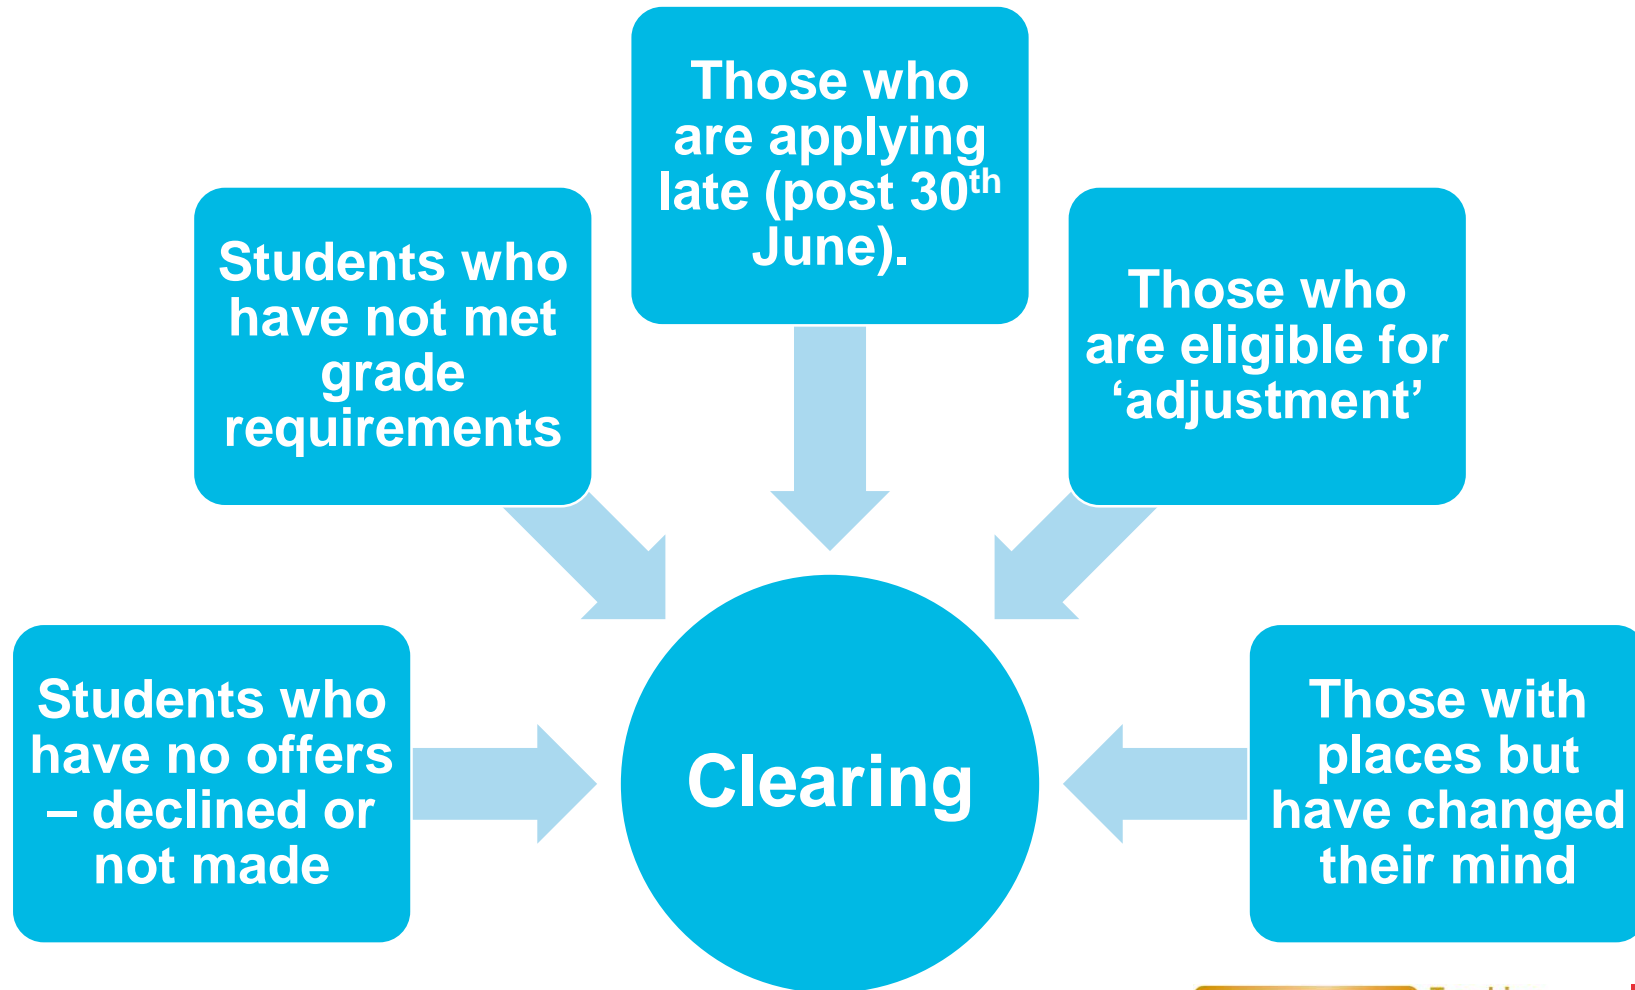 Those who
are applying
late (post 30th
June).
Students who
have not met
grade
requirements
Those who
are eligible for
‘adjustment’
Students who
have no offers
– declined or
not made
Clearing
Those with
places but
have changed
their mind